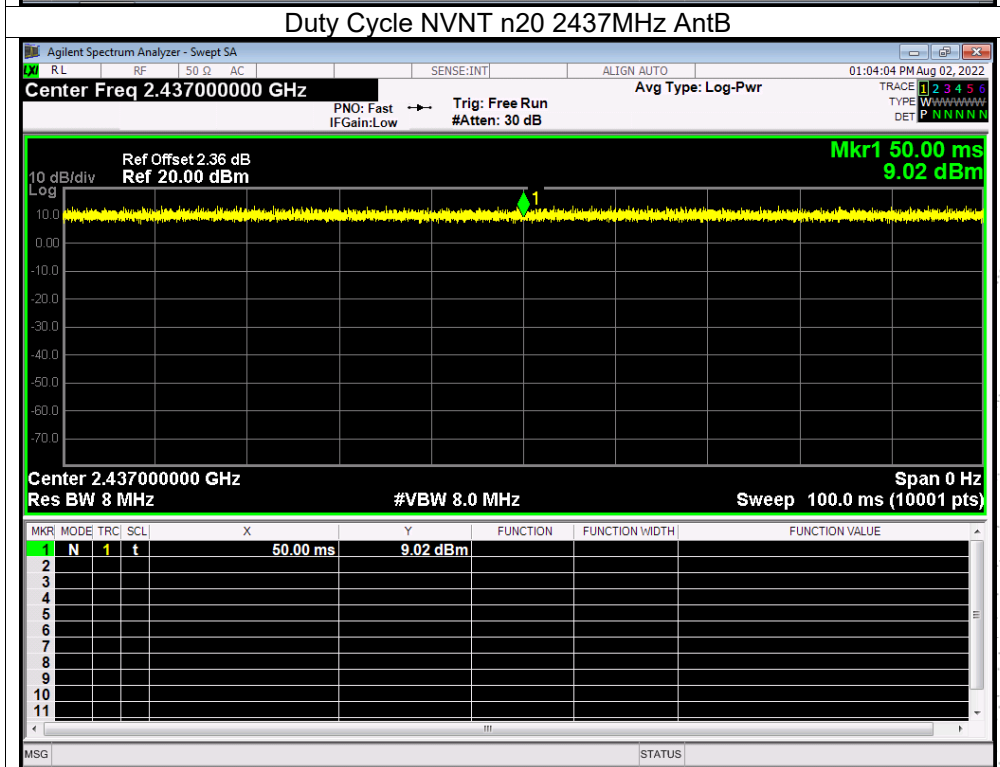 Duty Cycle NVNT n20 2437MHz AntB
Agilent Spectrum Analyzer - Swept SA
LXI RL RF 50 Ω AC SENSE:INT ALIGN AUTO 01:04:04 PM Aug 02, 2022
Center Freq 2.437000000 GHz Avg Type: Log-Pwr TRACE 1 2 3 4 5 6
PNO: Fast Trig: Free Run TYPE WWWWWW
IFGain:Low #Atten: 30 dB DET P N N N N N
Mkr1 50.00 ms
Ref Offset 2.36 dB
10 dB/div Ref 20.00 dBm 9.02 dBm
Log
1
10.0
0.00
-10.0
-20.0
-30.0
-40.0
-50.0
-60.0
-70.0
Center 2.437000000 GHz Span 0 Hz
Res BW 8 MHz #VBW 8.0 MHz Sweep 100.0 ms (10001 pts)
MKR MODE TRC SCL X Y FUNCTION FUNCTION WIDTH FUNCTION VALUE
1 N 1 t 50.00 ms 9.02 dBm
2
3
4
5
6
7
8
9
10
11
MSG STATUS